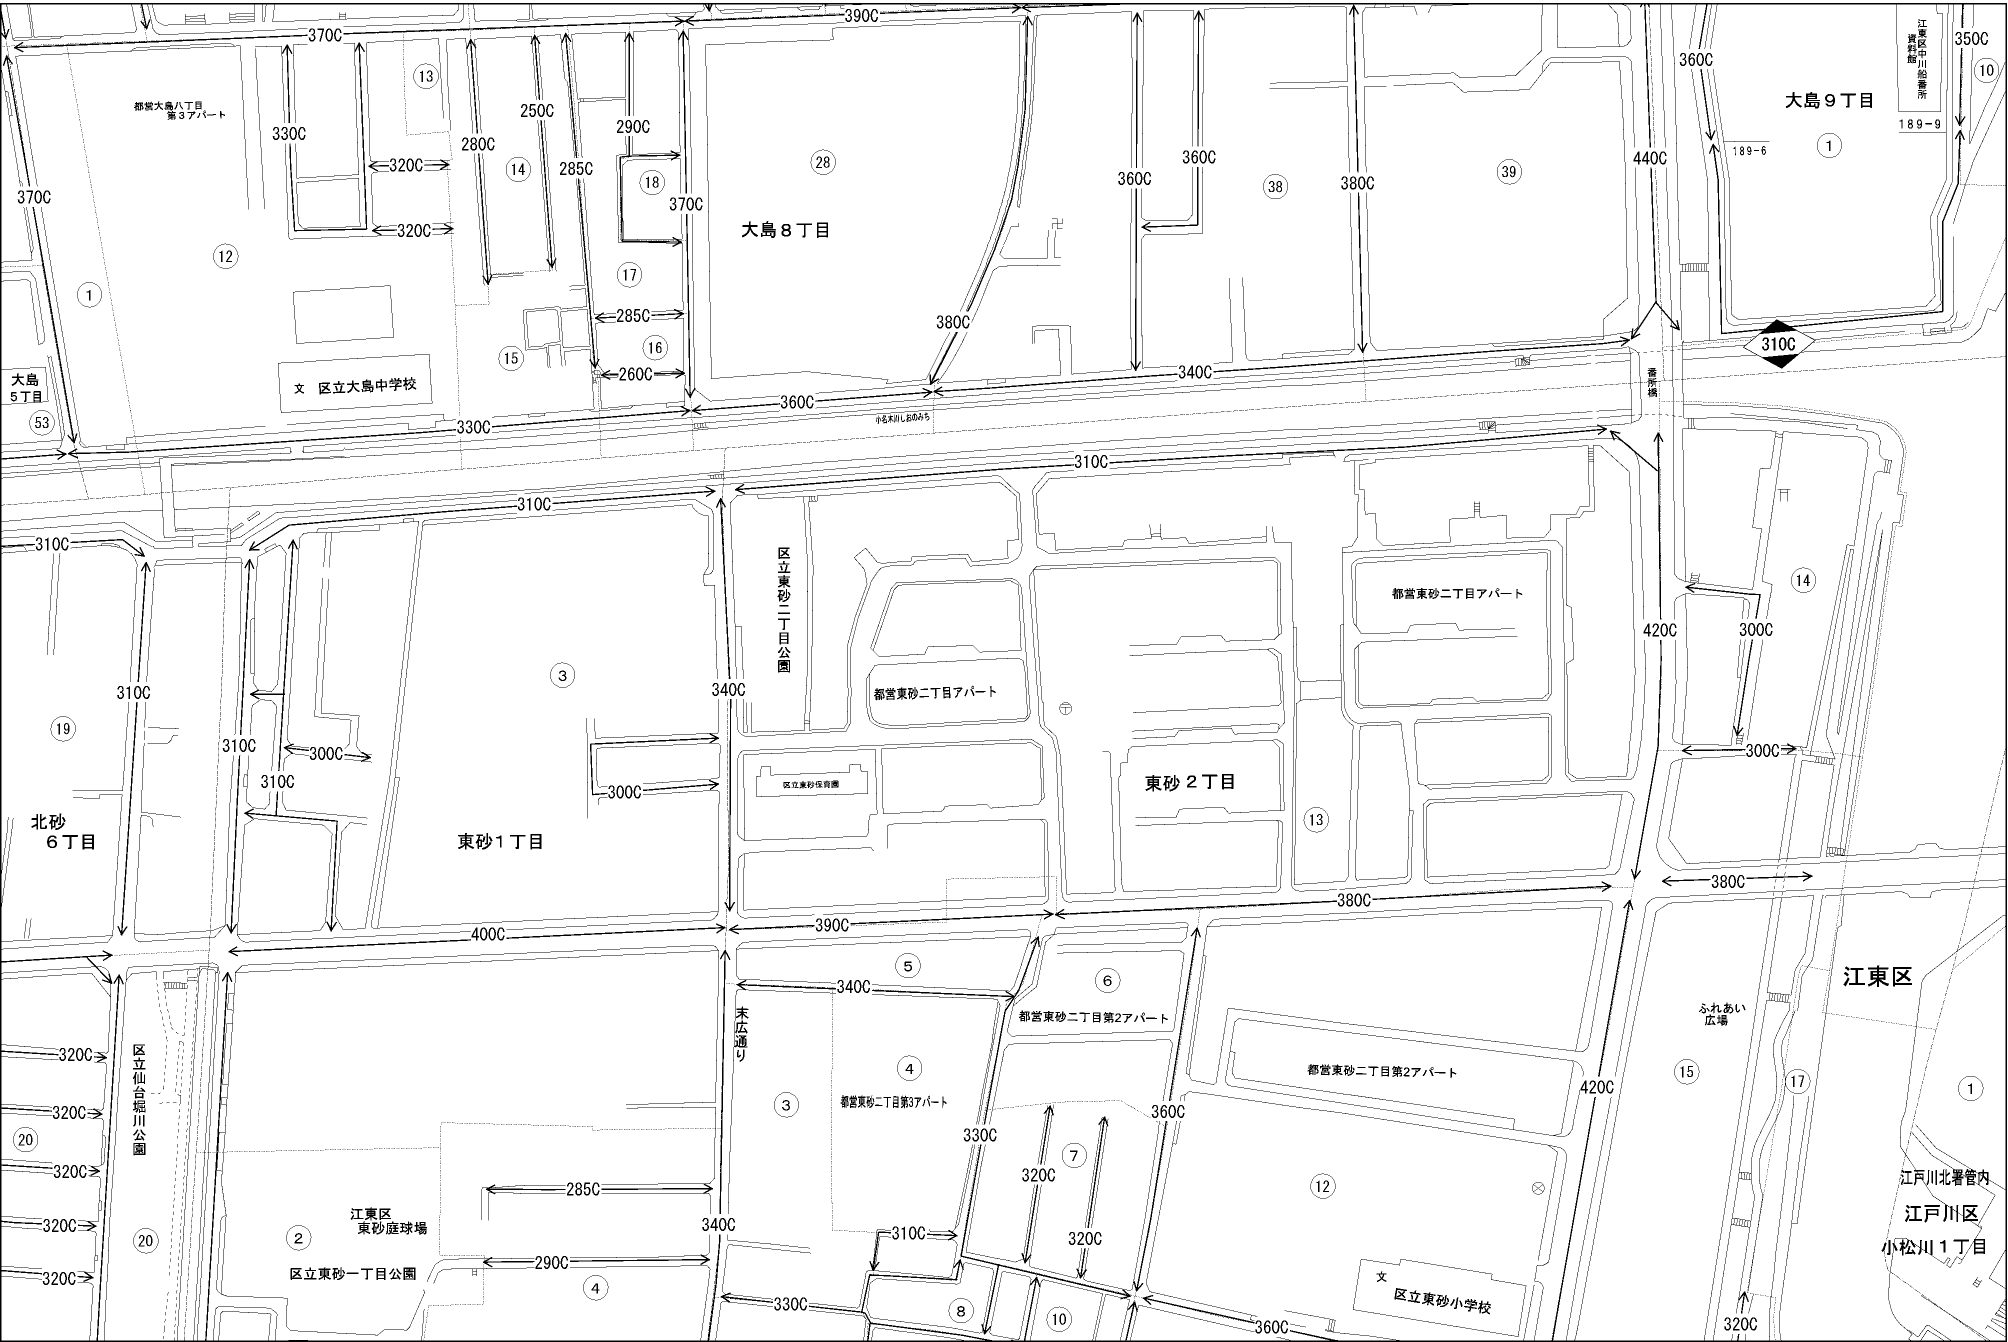 390C
370C
江東区中川船番所
資料館
350C
360C
10
大島9丁目
189-9
189-6
1
13
都営大島八丁目
第3アパート
330C
250C
290C
280C
320C
14
285C
18
28
360C
360C
440C
380C
38
39
370C
370C
320C
大島8丁目
12
17
1
285C
380C
310C
16
15
260C
340C
大島
5丁目
文 区立大島中学校
番所橋
53
330C
360C
小名木川しおのみち
310C
310C
310C
区立東砂二丁目公園
都営東砂二丁目アパート
14
420C
300C
3
340C
都営東砂二丁目アパート
310C
19
310C
310C
300C
300C
300C
区立東砂保育園
東砂2丁目
13
北砂
6丁目
東砂1丁目
380C
380C
390C
400C
5
340C
6
江東区
末広通り
都営東砂二丁目第2アパート
ふれあい
広場
320C
区立仙台堀川公園
4
都営東砂二丁目第2アパート
15
17
1
420C
3
都営東砂二丁目第3アパート
360C
320C
20
330C
7
320C
320C
285C
12
江戸川北署管内
江東区
東砂庭球場
340C
310C
320C
江戸川区
小松川1丁目
320C
20
2
290C
区立東砂一丁目公園
4
320C
330C
8
10
文
区立東砂小学校
360C
320C